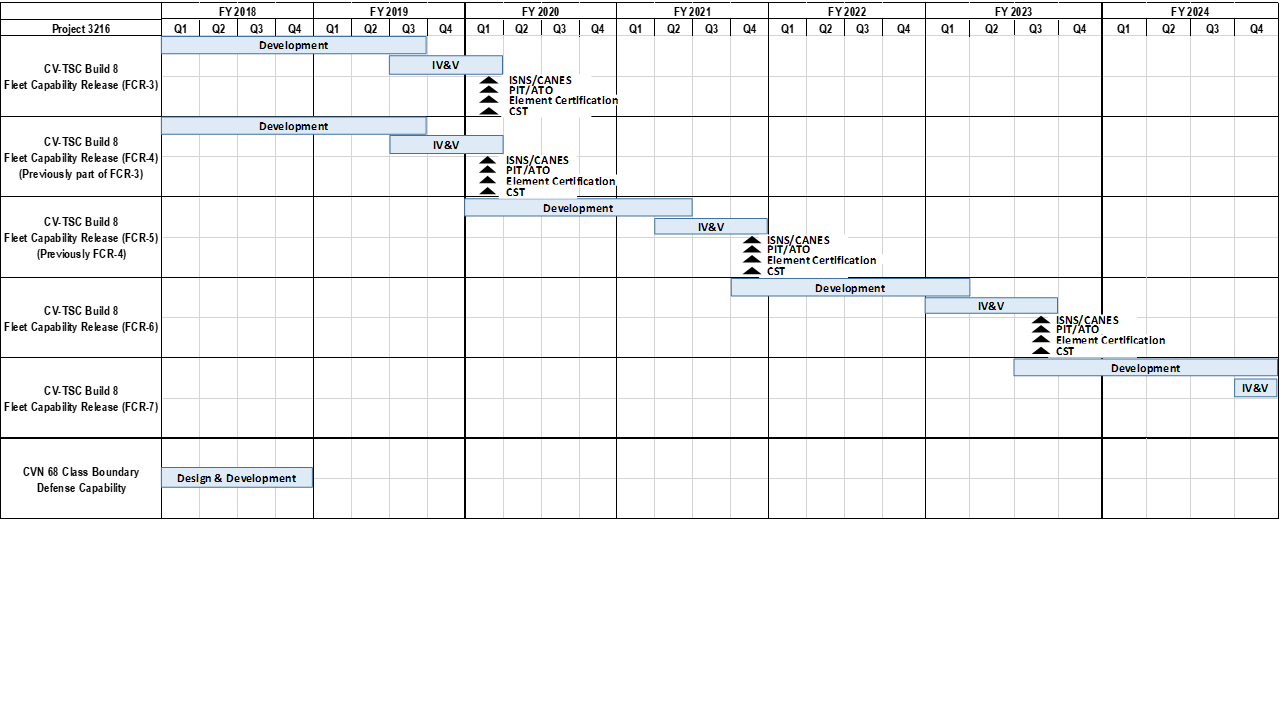 FY 2018 FY 2019 FY 2020 FY 2021 FY 2022 FY 2023 FY 2024
Project 3216 Q1 Q2 Q3 Q4 Q1 Q2 Q3 Q4 Q1 Q2 Q3 Q4 Q1 Q2 Q3 Q4 Q1 Q2 Q3 Q4 Q1 Q2 Q3 Q4 Q1 Q2 Q3 Q4
Development
CV-TSC Build 8
Fleet Capability Release (FCR-3)
IV&V
ISNS/CANES
PIT/ATO
Element Certification
CST
Development
CV-TSC Build 8
Fleet Capability Release (FCR-4)
(Previously part of FCR-3)
IV&V
ISNS/CANES
PIT/ATO
Element Certification
CST
Development
CV-TSC Build 8
Fleet Capability Release (FCR-5)
(Previously FCR-4)
IV&V
ISNS/CANES
PIT/ATO
Element Certification
CST
Development
CV-TSC Build 8
Fleet Capability Release (FCR-6)
IV&V
ISNS/CANES
PIT/ATO
Element Certification
CST
Development
CV-TSC Build 8
Fleet Capability Release (FCR-7)
IV&V
CVN 68 Class Boundary
Defense Capability
Design & Development